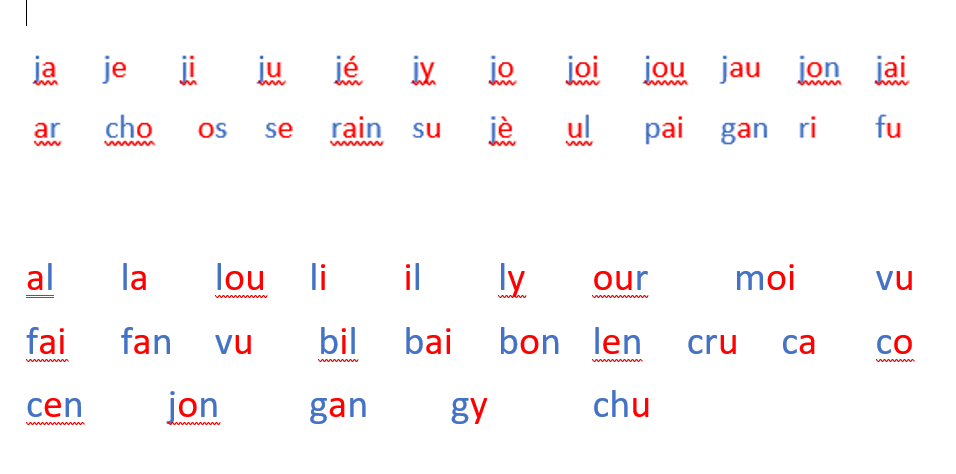 ja je ji ju jé jy jo joi jou jau jon jai
ar cho os se rain su jè ul pai gan ri fu
al la lou li il ly our moi vu
fai fan vu bil bai bon len cru ca co
cen jon gan gy chu